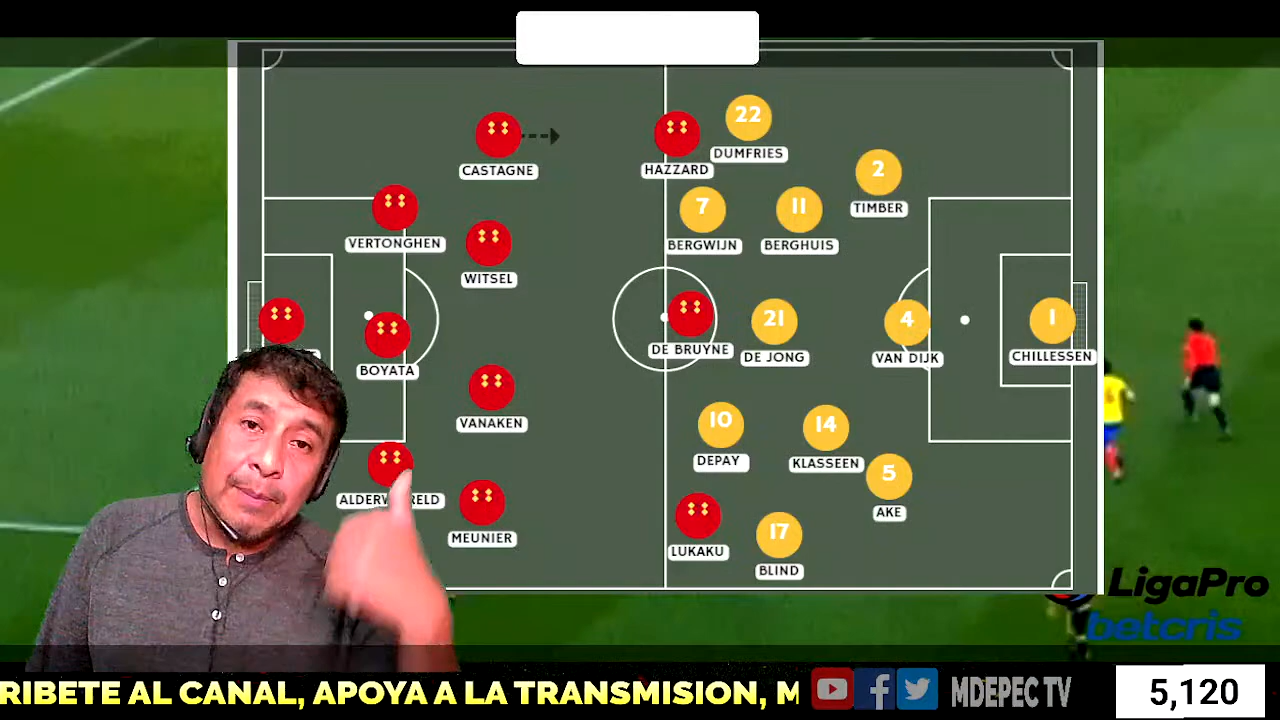 22
DUMFRIES
CASTAGNE
HAZZARD
2
TIMBER
7
BERGWIJN
11
BERGHUIS
VERTONGHEN
WITSEL
DE BRUYNE
21
DE JONG
4
VAN DIJK
1
CHILLESSEN
BOYATA
VANAKEN
10
DEPAY
14
KLASSEEN
5
AKE
MEUNIER
LUKAKU
17
BLIND
LigaPro
betcris
RIBETE AL CANAL, APOYA A LA TRANSMISION, M
MDEPEC TV
5,120